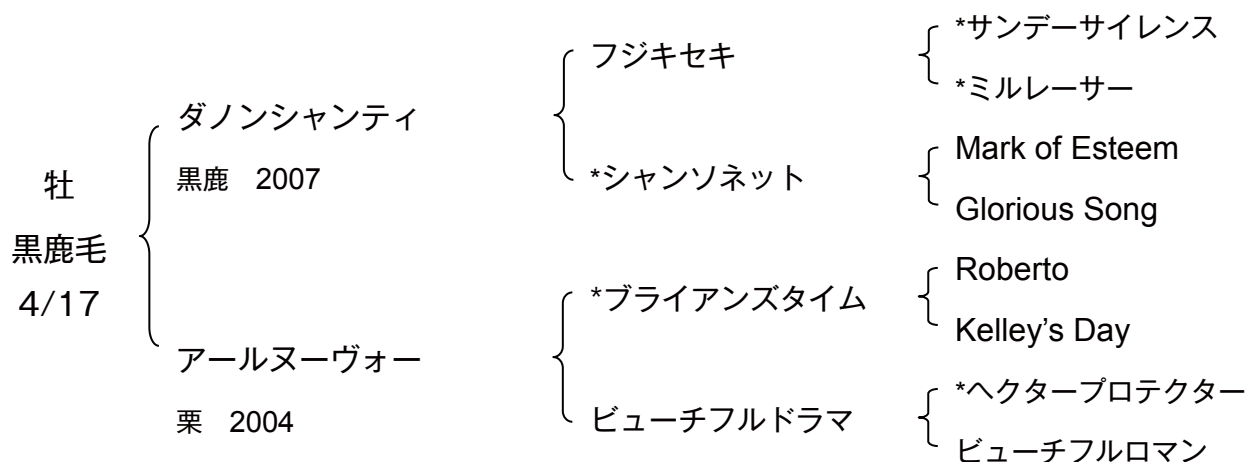 牡
黒鹿毛
4/17
ダノンシャンティ
黒鹿 2007
アールヌーヴォー
栗 2004
フジキセキ
*シャンソネット
*ブライアンズタイム
ビューチフルドラマ
*サンデーサイレンス
*ミルレーサー
Mark of Esteem
Glorious Song
Roberto
Kelley's Day
*ヘクタープロテクター
ビューチフルロマン